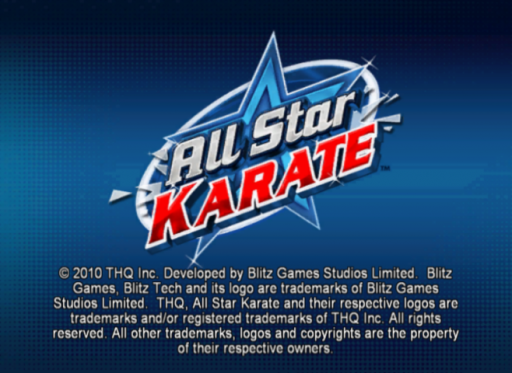 All Star
KARATE
TM
© 2010 THQ Inc. Developed by Blitz Games Studios Limited. Blitz
Games, Blitz Tech and its logo are trademarks of Blitz Games
Studios Limited. THQ, All Star Karate and their respective logos are
trademarks and/or registered trademarks of THQ Inc. All rights
reserved. All other trademarks, logos and copyrights are the property
of their respective owners.